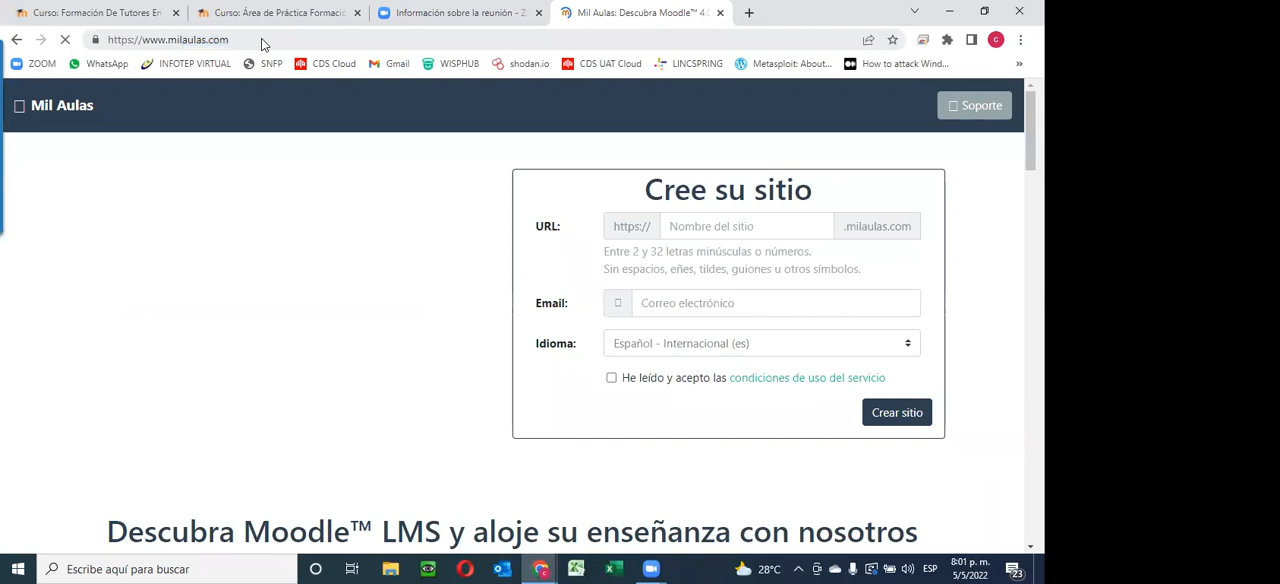 Curso: Formación De Tutores En
Curso: Área de Práctica Formació
Información sobre la reunión - Z
Mil Aulas: Descubra Moodle™ 4.0
https://www.milaulas.com
C
ZOOM
WhatsApp
INFOTEP VIRTUAL
SNFP
CDS Cloud
Gmail
WISPHUB
shodan.io
CDS UAT Cloud
LINCSPRING
Metasploit: About...
How to attack Wind...
»
Mil Aulas
Soporte
Cree su sitio
URL:
https://
Nombre del sitio
.milaulas.com
Entre 2 y 32 letras minúsculas o números.
Sin espacios, eñes, tildes, guiones u otros símbolos.
Email:
Correo electrónico
Idioma:
Español - Internacional (es)
He leído y acepto las condiciones de uso del servicio
Crear sitio
Descubra Moodle™ LMS y aloje su enseñanza con nosotros
Escribe aquí para buscar
28°C
ESP
8:01 p. m.
5/5/2022
23